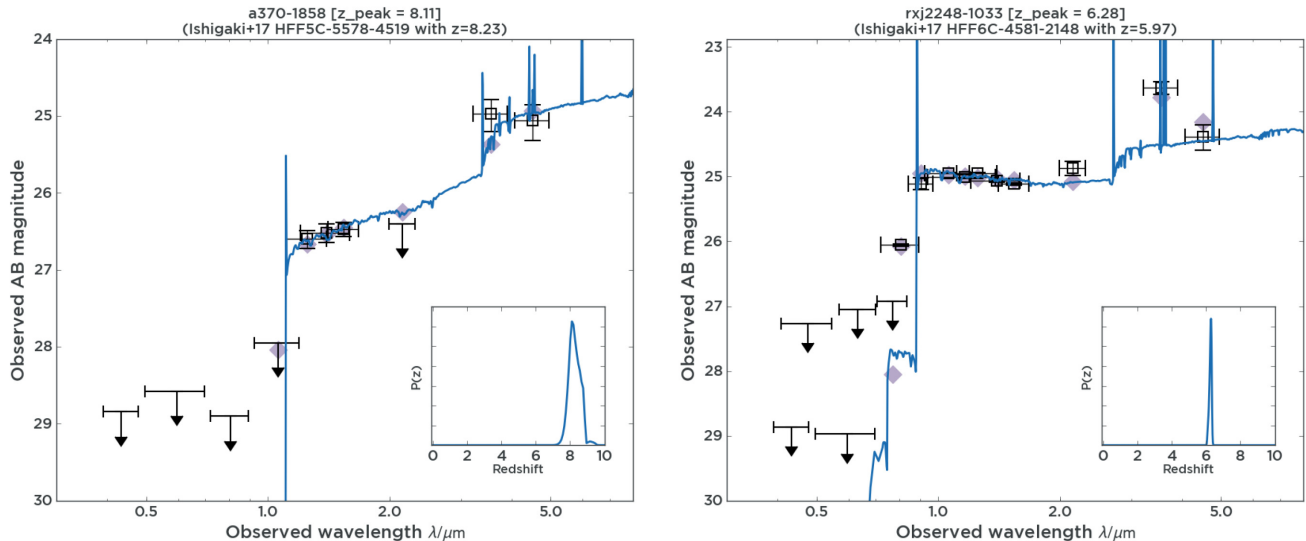 a370-1858 [z_peak = 8.11]
(Ishigaki+17 HFF5C-5578-4519 with z=8.23)
24
25
26
27
28
29
30
Observed AB magnitude
0.5
1.0
2.0
5.0
Observed wavelength λ/μm
P(z)
0
2
4
6
8
10
Redshift
rxj2248-1033 [z_peak = 6.28]
(Ishigaki+17 HFF6C-4581-2148 with z=5.97)
23
24
25
26
27
28
29
30
Observed AB magnitude
0.5
1.0
2.0
5.0
Observed wavelength λ/μm
P(z)
0
2
4
6
8
10
Redshift